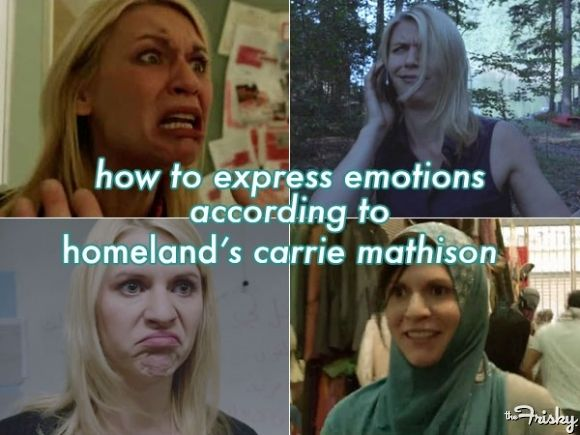 how to express emotions
according to
homeland's carrie mathison
the Frisky